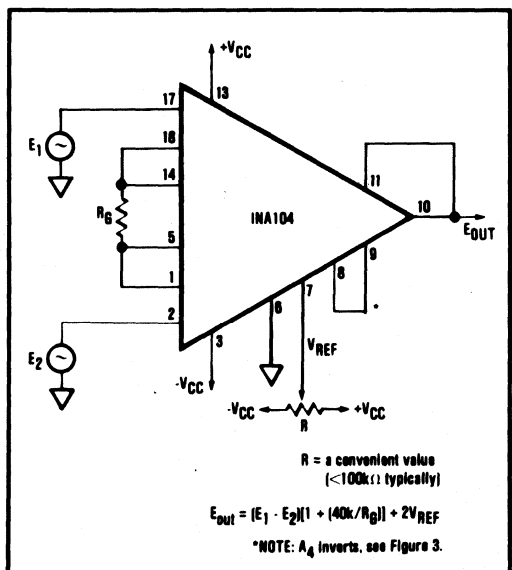 +VCC
13
17
E1
18
14
RG
INA104
11
10
EOUT
5
9
8
1
7
6
2
VREF
E2
3
-VCC
*
-VCC
+VCC
R
R = a convenient value
(<100kΩ typically)
Eout = (E1 - E2)[1 + (40k/RG)] + 2VREF
*NOTE: A4 inverts, see Figure 3.